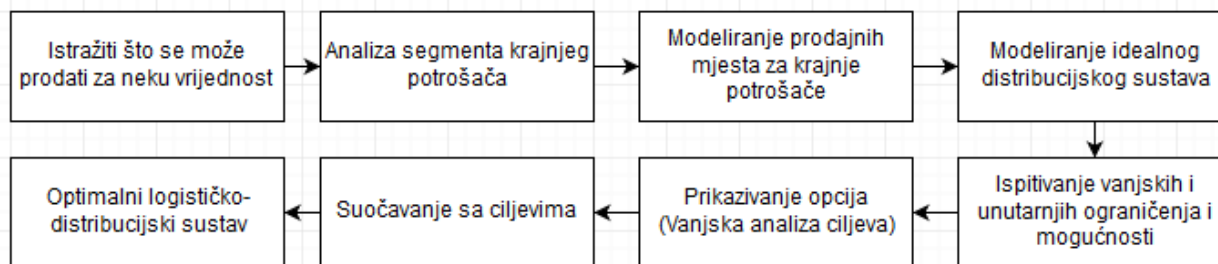 Istražiti što se može
prodati za neku vrijednost
Analiza segmenta krajnjeg
potrošača
Modeliranje prodajnih
mjesta za krajnje
potrošače
Modeliranje idealnog
distribucijskog sustava
Ispitivanje vanjskih i
unutarnjih ograničenja i
mogućnosti
Prikazivanje opcija
(Vanjska analiza ciljeva)
Suočavanje sa ciljevima
Optimalni logističko-
distribucijski sustav